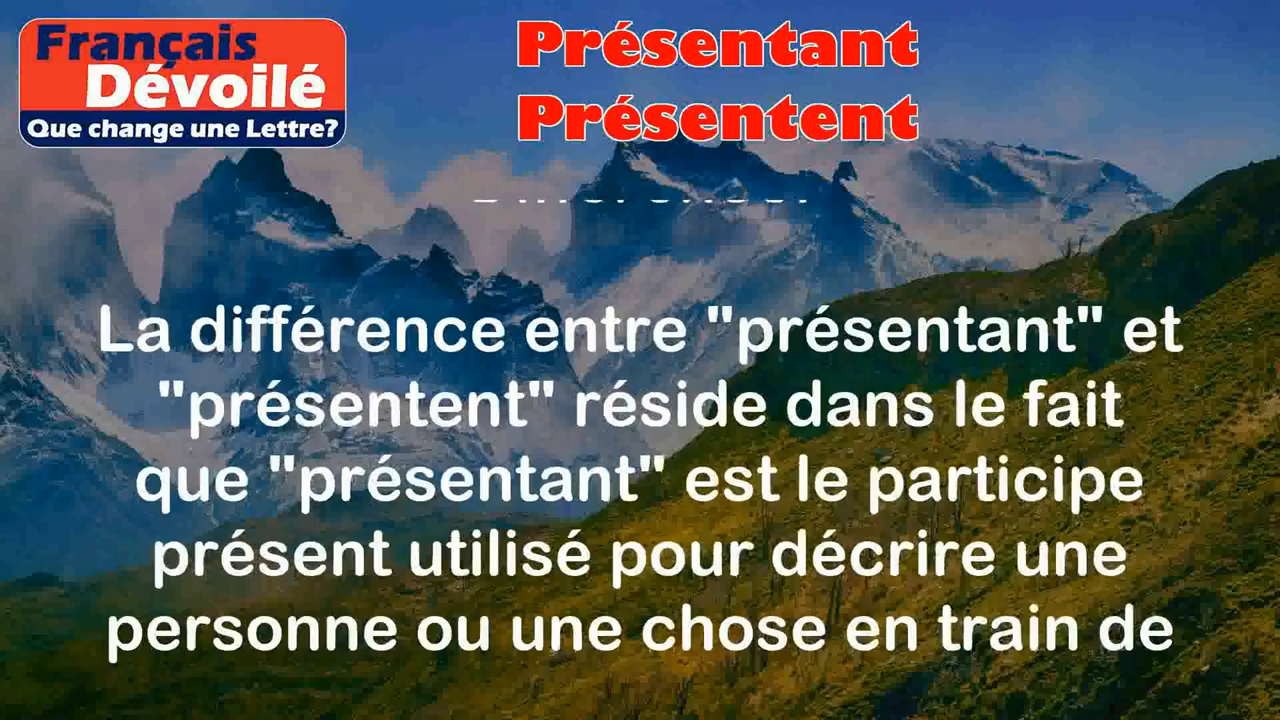 Français
Dévoilé
Que change une Lettre?
Présentant
Présentent
La différence entre "présentant" et
"présentent" réside dans le fait
que "présentant" est le participe
présent utilisé pour décrire une
personne ou une chose en train de